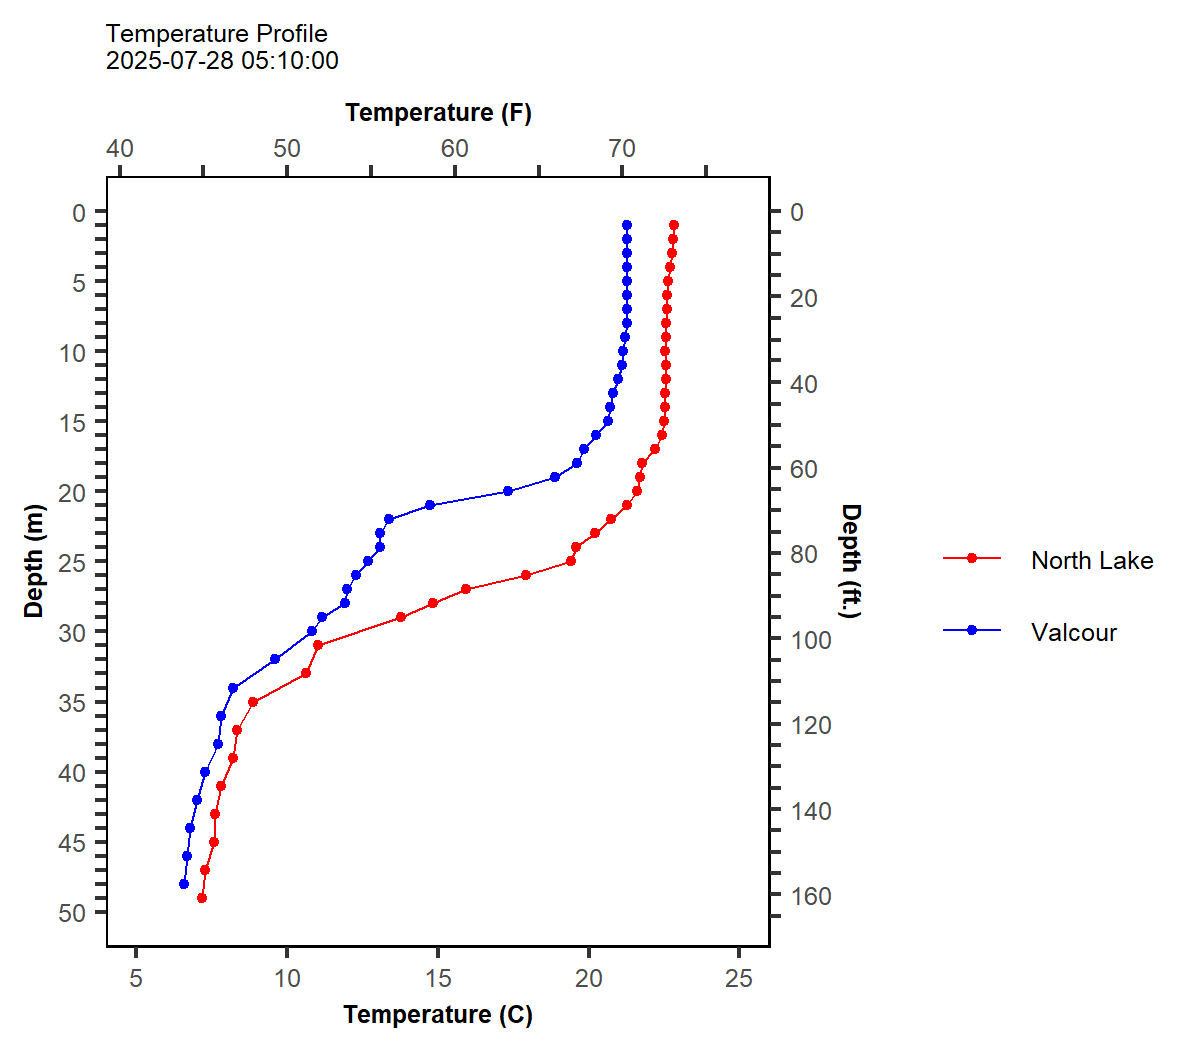 Temperature Profile
2025-07-28 05:10:00
Temperature (F)
40 50 60 70
0
5
10
15
20
25
30
35
40
45
50
Depth (m)
0
20
40
60
80
100
120
140
160
Depth (ft.)
5 10 15 20 25
Temperature (C)
North Lake
Valcour